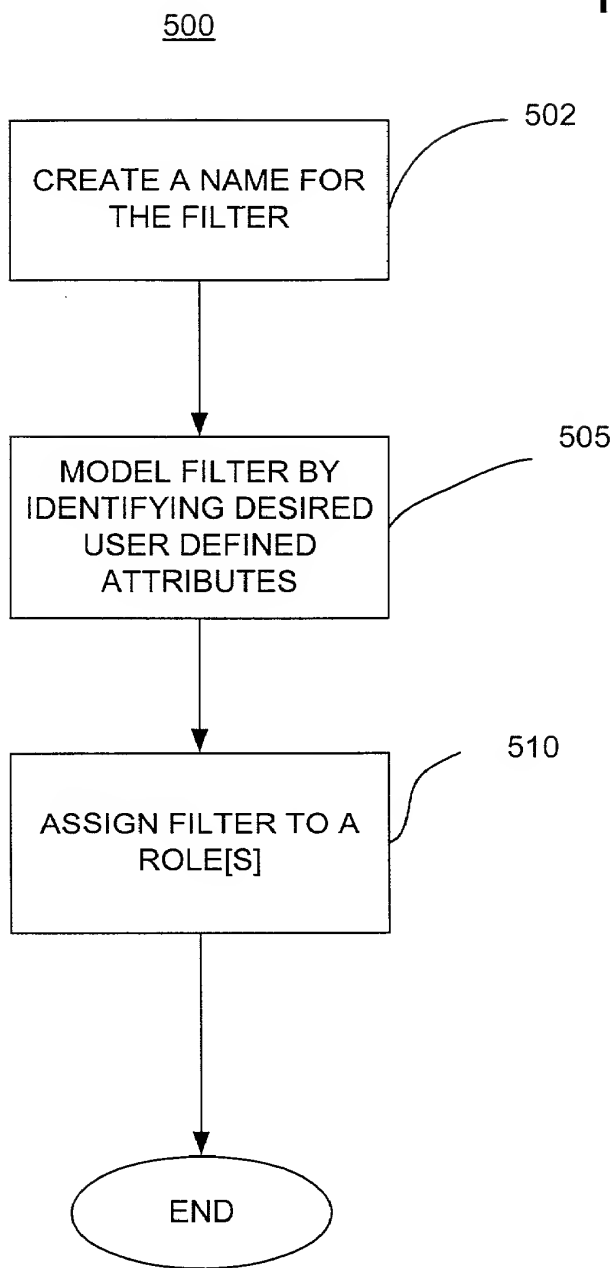 500
502
CREATE A NAME FOR
THE FILTER
505
MODEL FILTER BY
IDENTIFYING DESIRED
USER DEFINED
ATTRIBUTES
510
ASSIGN FILTER TO A
ROLE[S]
END